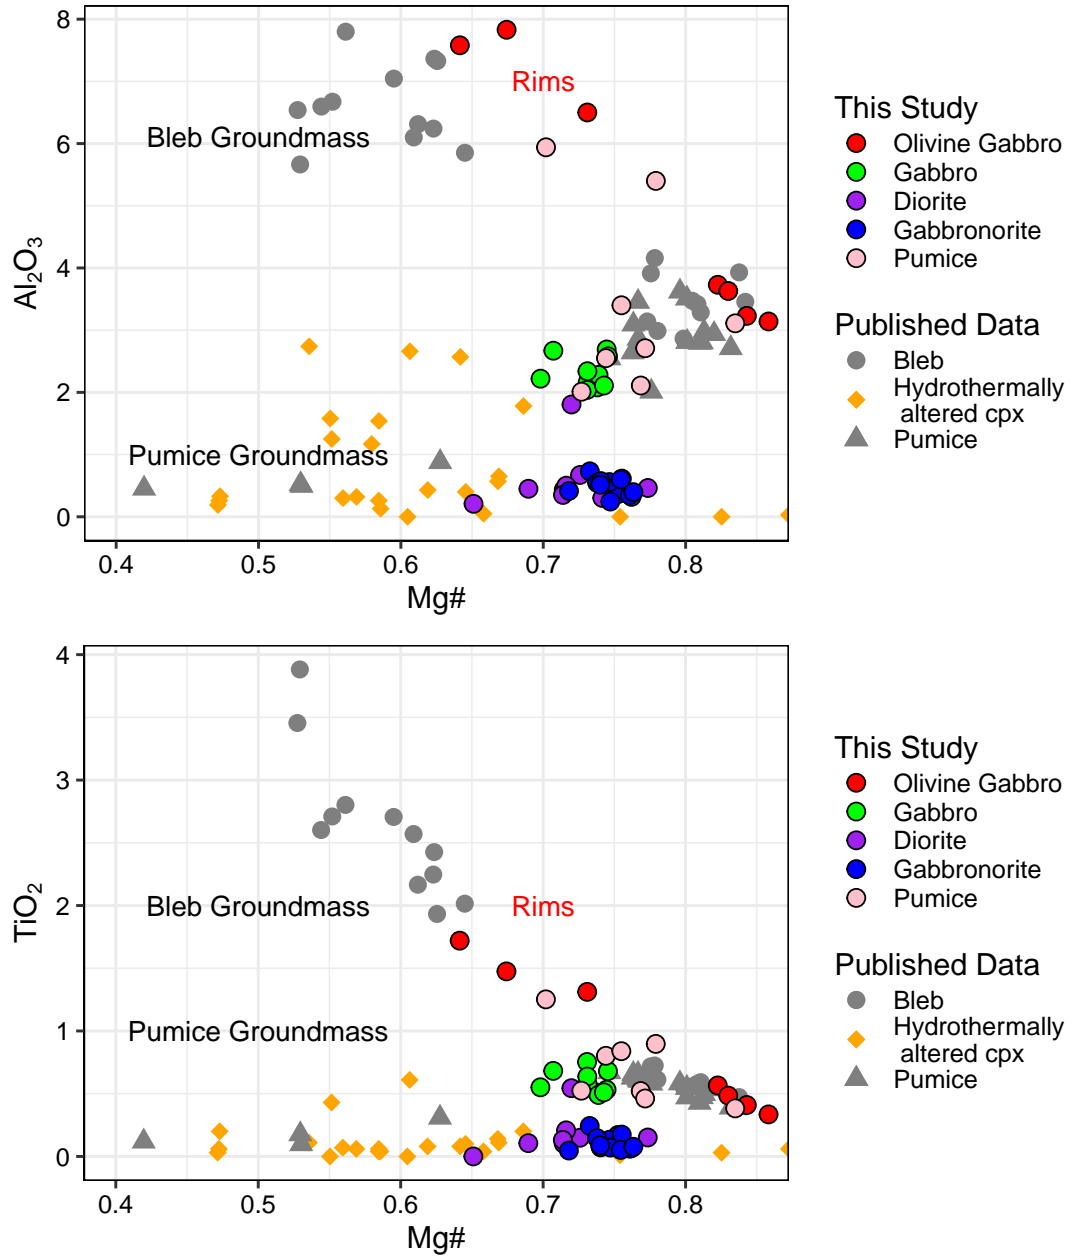 8
6
4
2
0
Al₂O₃
Rims
Bleb Groundmass
Pumice Groundmass
0.4 0.5 0.6 0.7 0.8
Mg#
This Study
Olivine Gabbro
Gabbro
Diorite
Gabbronorite
Pumice
Published Data
Bleb
Hydrothermally
altered cpx
Pumice
4
3
2
1
0
TiO₂
Bleb Groundmass
Rims
Pumice Groundmass
0.4 0.5 0.6 0.7 0.8
Mg#
This Study
Olivine Gabbro
Gabbro
Diorite
Gabbronorite
Pumice
Published Data
Bleb
Hydrothermally
altered cpx
Pumice